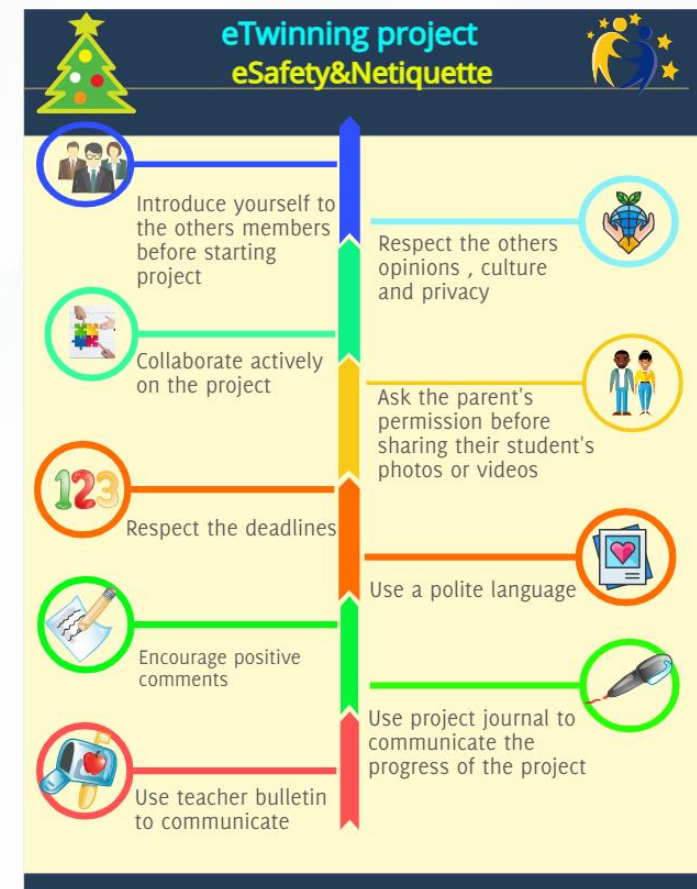 eTwinning project
eSafety&Netiquette
Introduce yourself to
the others members
before starting
project
Respect the others
opinions , culture
and privacy
Collaborate actively
on the project
Ask the parent's
permission before
sharing their student's
photos or videos
123
Respect the deadlines
Use a polite language
Encourage positive
comments
Use project journal to
communicate the
progress of the project
Use teacher bulletin
to communicate